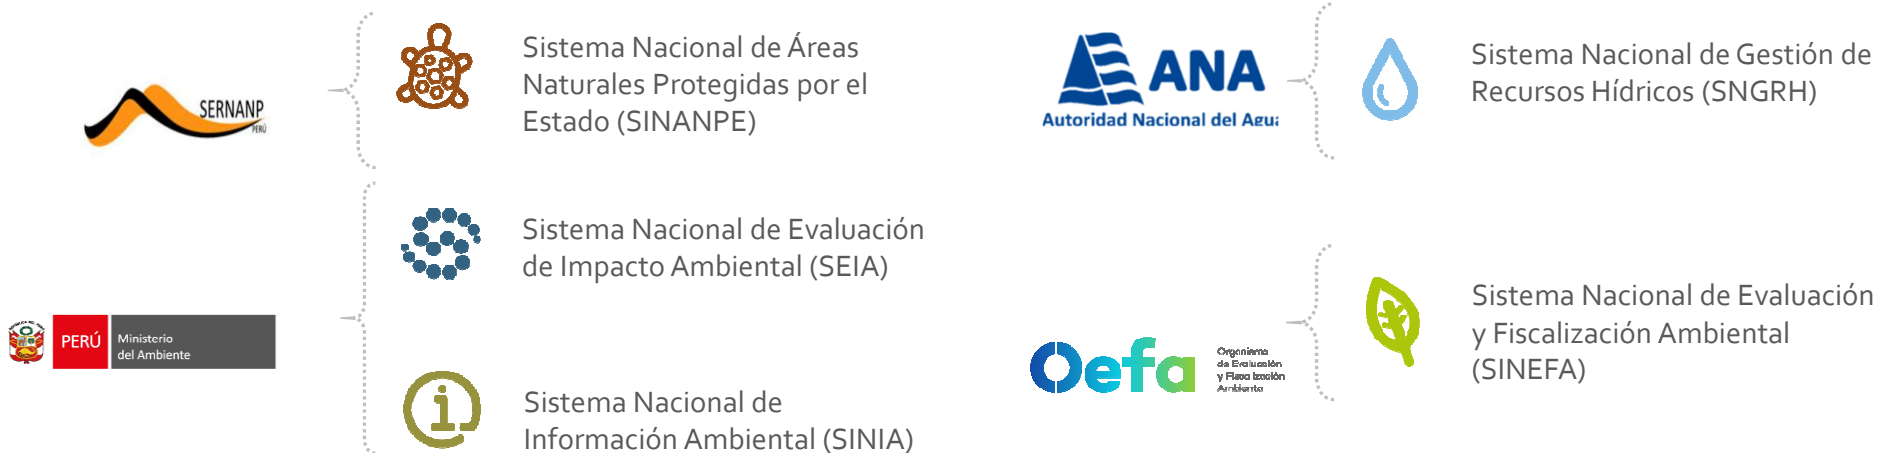 SERNANP
PERÚ
Sistema Nacional de Áreas
Naturales Protegidas por el
Estado (SINANPE)
PERÚ
Ministerio
del Ambiente
Sistema Nacional de Evaluación
de Impacto Ambiental (SEIA)
Sistema Nacional de
Información Ambiental (SINIA)
ANA
Autoridad Nacional del Agua
Sistema Nacional de Gestión de
Recursos Hídricos (SNGRH)
Oefa
Organismo
de Evaluación
y Fiscalización
Ambiental
Sistema Nacional de Evaluación
y Fiscalización Ambiental
(SINEFA)